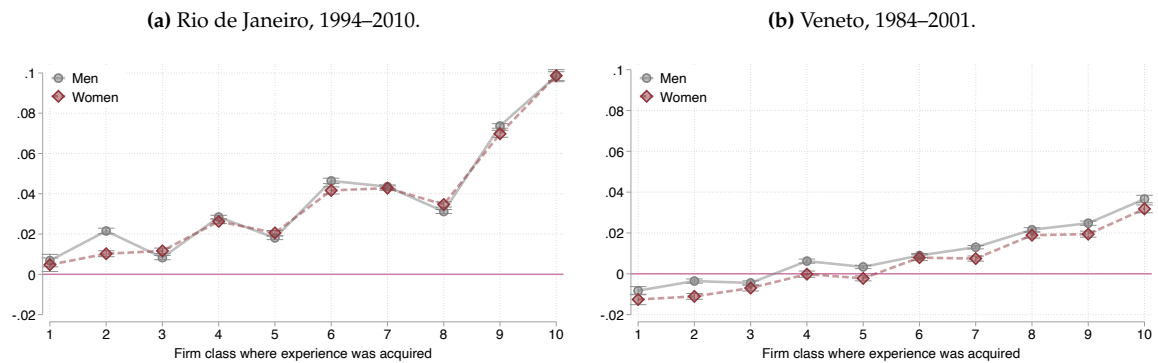 (a) Rio de Janeiro, 1994–2010.
.1
.08
.06
.04
.02
0
-.02
Men
Women
1 2 3 4 5 6 7 8 9 10
Firm class where experience was acquired
(b) Veneto, 1984–2001.
.1
.08
.06
.04
.02
0
-.02
Men
Women
1 2 3 4 5 6 7 8 9 10
Firm class where experience was acquired